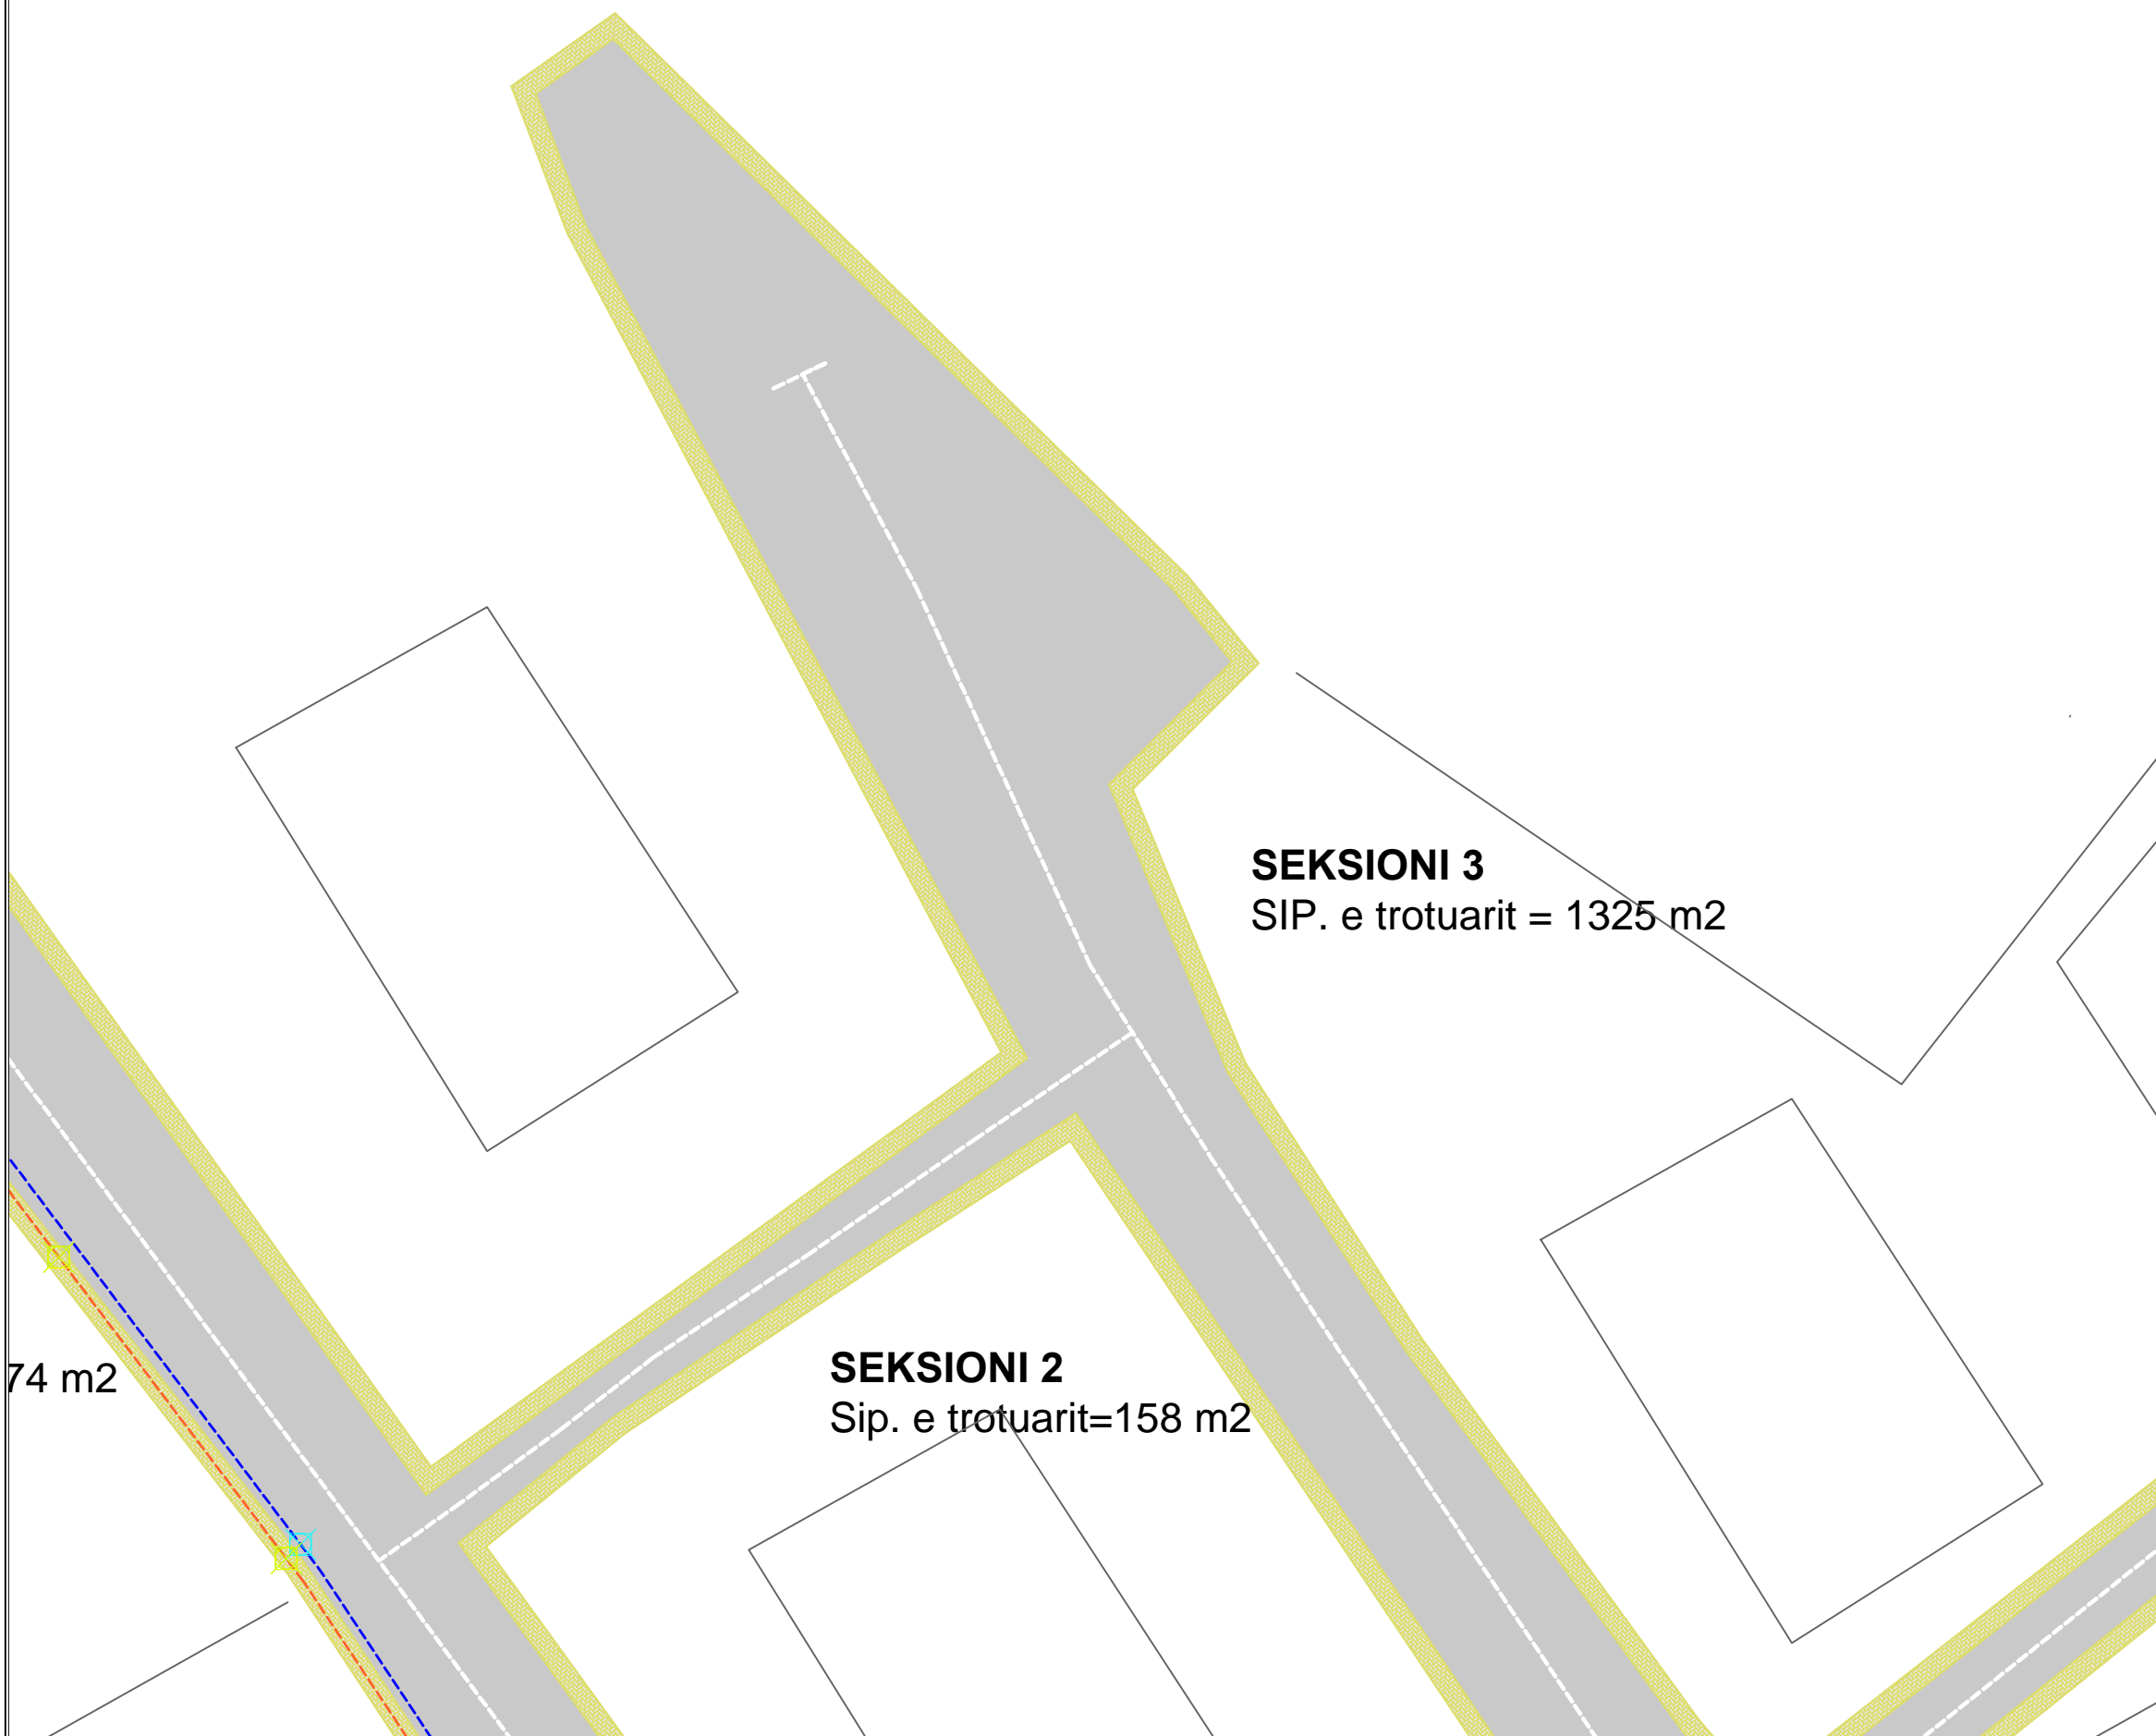 SEKSIONI 3
SIP. e trotuarit = 1325 m2
SEKSIONI 2
Sip. e trotuarit=158 m2
74 m2